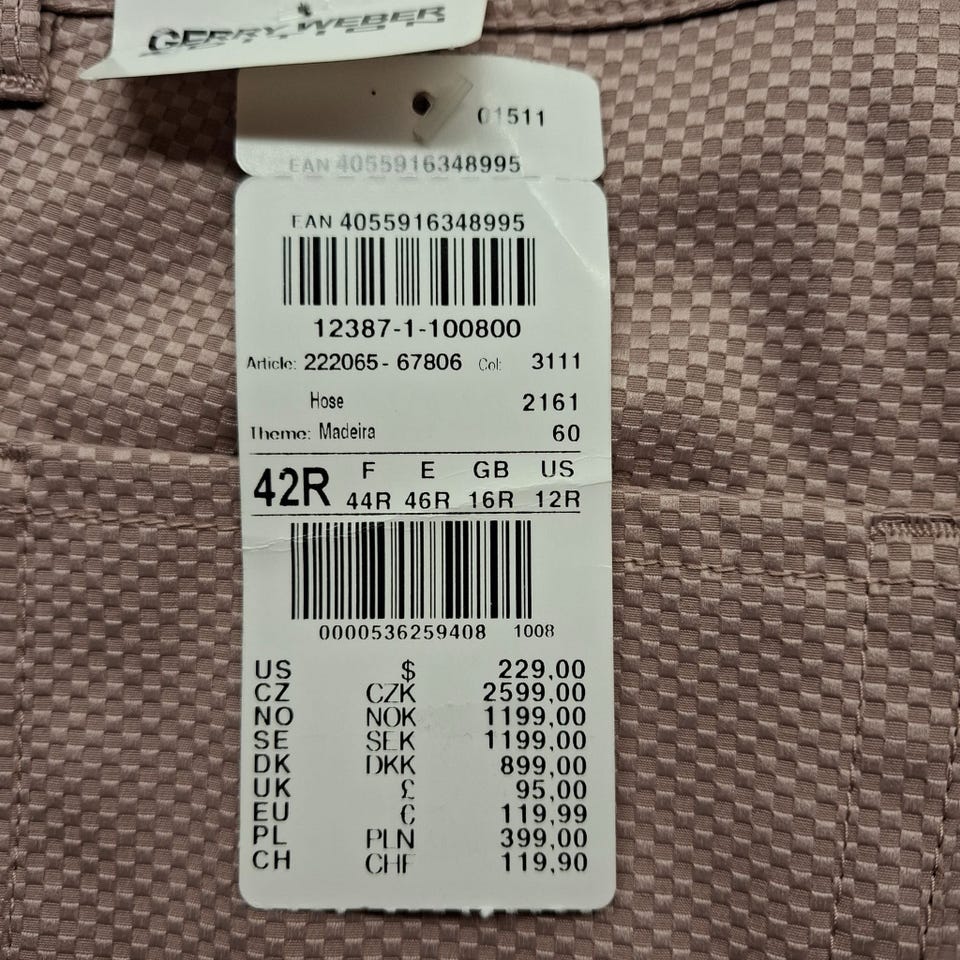 GERRY WEBER
01511
EAN 4055916348995
EAN 4055916348995
12387-1-100800
Article: 222065 - 67806 Col: 3111
Hose 2161
Theme: Madeira 60
42R F E GB US
44R 46R 16R 12R
0000536259408 1008
US $ 229,00
CZ CZK 2599,00
NO NOK 1199,00
SE SEK 1199,00
DK DKK 899,00
UK £ 95,00
EU € 119,99
PL PLN 399,00
CH CHF 119,90